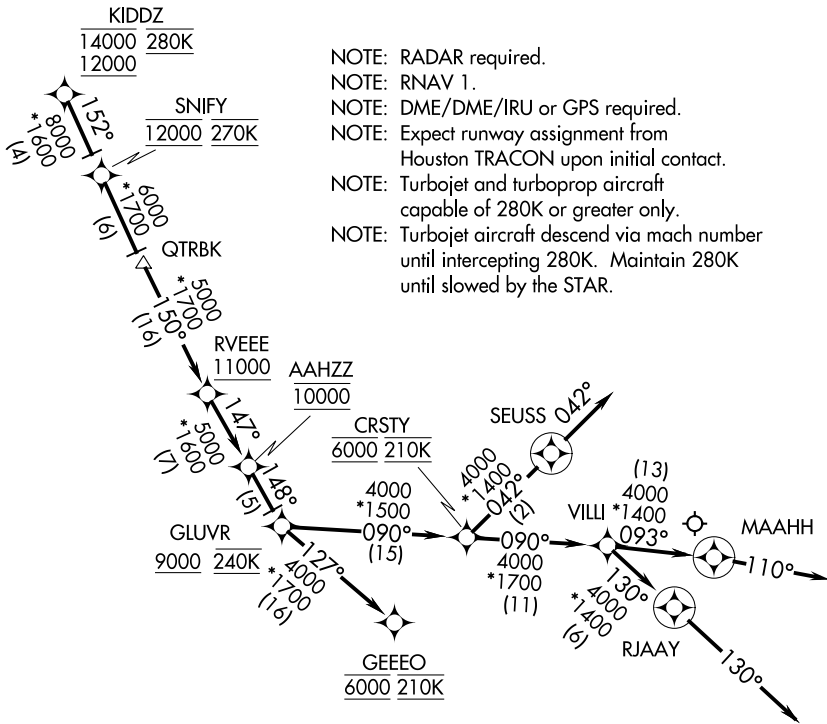 KIDDZ
14000 280K
12000
NOTE: RADAR required.
NOTE: RNAV 1.
NOTE: DME/DME/IRU or GPS required.
NOTE: Expect runway assignment from
Houston TRACON upon initial contact.
NOTE: Turbojet and turboprop aircraft
capable of 280K or greater only.
NOTE: Turbojet aircraft descend via mach number
until intercepting 280K. Maintain 280K
until slowed by the STAR.
152°
8000
*1600
(4)
SNIFY
12000 270K
6000
*1700
(6)
QTRBK
5000
*1700
150°
(16)
RVEEE
11000
147°
5000
*1600
(7)
AAHZZ
10000
148°
(5)
GLUVR
9000 240K
4000
*1500
090°
(15)
127°
4000
*1700
(16)
GEEEO
6000 210K
CRSTY
6000 210K
4000
*1400
042°
(2)
SEUSS
042°
090°
4000
*1700
(11)
VILLI
(13)
4000
*1400
093°
MAAHH
110°
130°
4000
*1400
(6)
RJAAY
130°